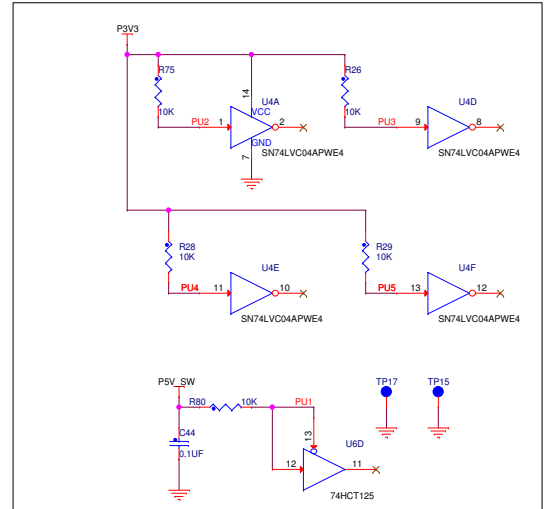 P3V3
R75
R26
14
U4A
U4D
VCC
10K
10K
PU2
1
2
PU3
9
8
GND
SN74LVC04APWE4
SN74LVC04APWE4
7
R28
R29
10K
10K
U4E
U4F
PU4
11
10
PU5
13
12
SN74LVC04APWE4
SN74LVC04APWE4
P5V_SW
TP17
TP15
R80
10K
PU1
C44
13
U6D
0.1UF
12
11
74HCT125